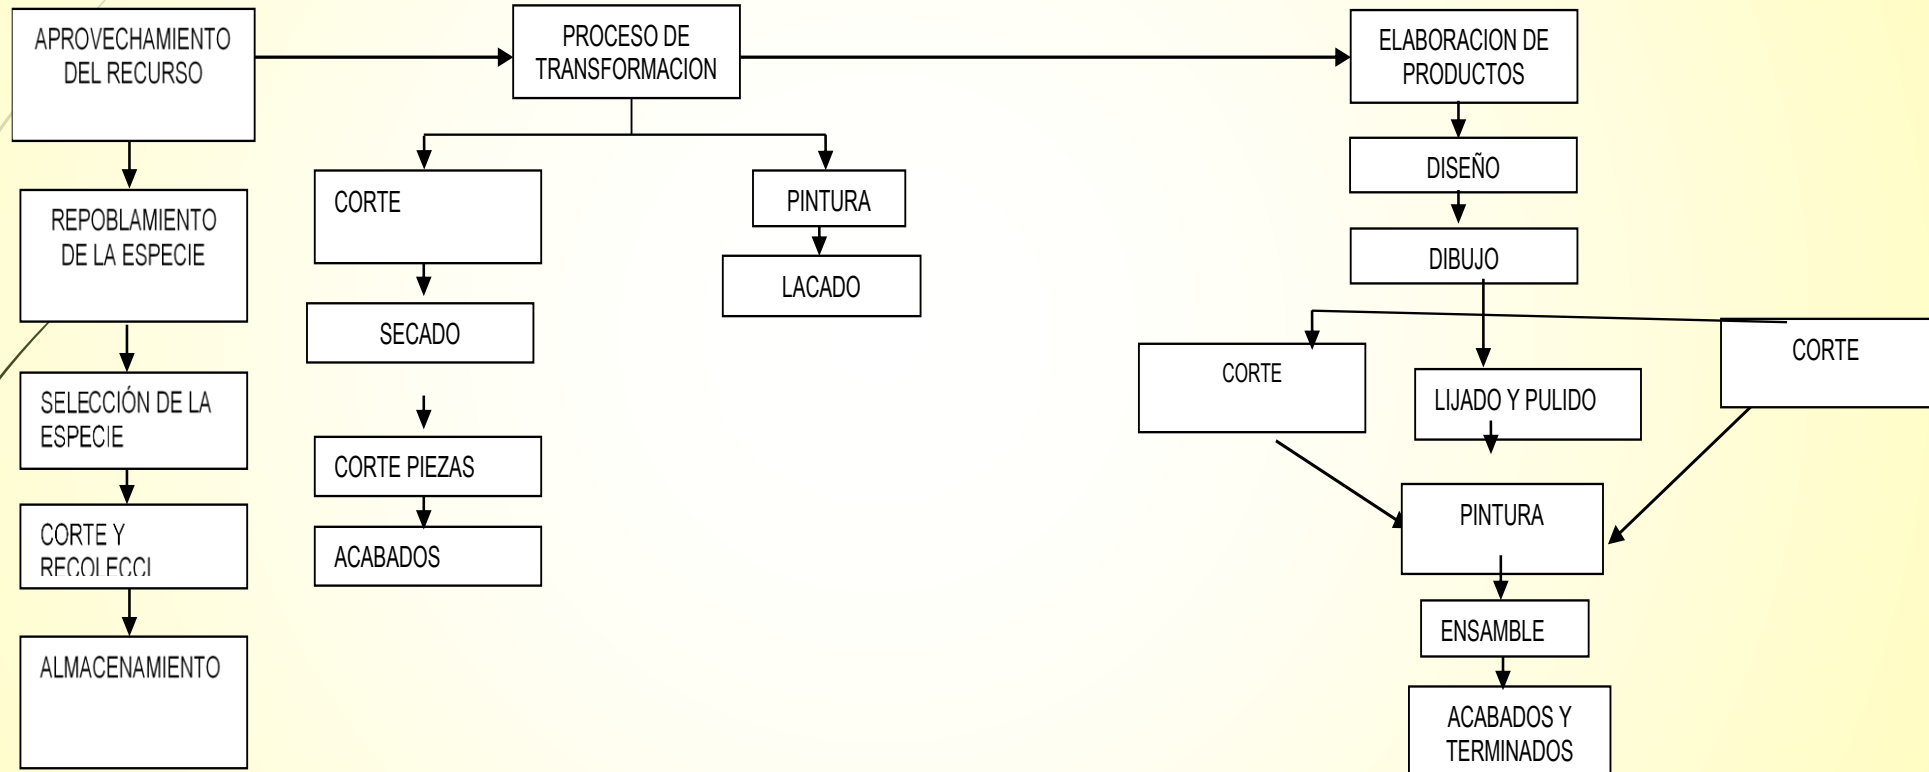 APROVECHAMIENTO
DEL RECURSO
REPOBLAMIENTO
DE LA ESPECIE
SELECCIÓN DE LA
ESPECIE
CORTE Y
RECOLECCI
ALMACENAMIENTO
PROCESO DE
TRANSFORMACION
CORTE
SECADO
CORTE PIEZAS
ACABADOS
PINTURA
LACADO
ELABORACION DE
PRODUCTOS
DISEÑO
DIBUJO
CORTE
LIJADO Y PULIDO
CORTE
PINTURA
ENSAMBLE
ACABADOS Y
TERMINADOS